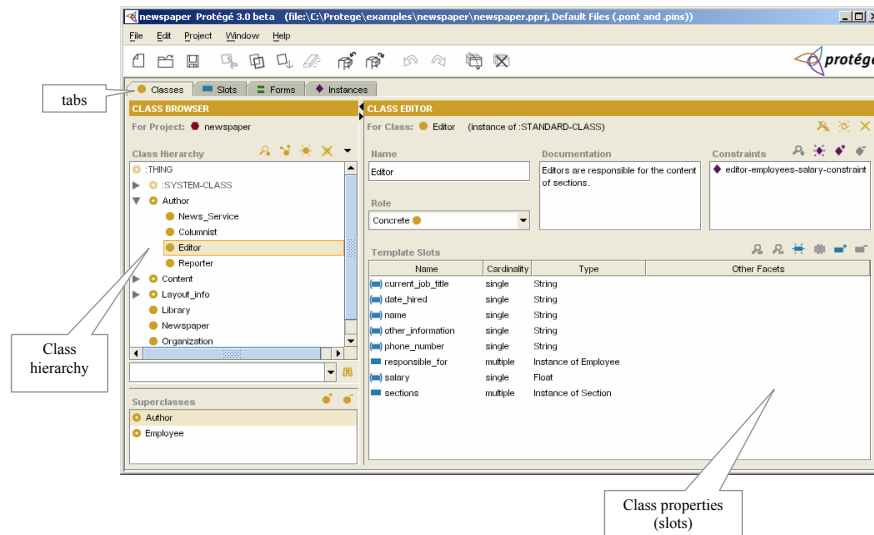 newspaper Protégé 3.0 beta (file:\C:\Protege\examples\newspaper\newspaper.pprj, Default Files (.pont and .pins))
File Edit Project Window Help
protégé
tabs
Classes Slots Forms Instances
CLASS BROWSER
For Project: newspaper
Class Hierarchy
:THING
:SYSTEM-CLASS
Author
News_Service
Columnist
Editor
Reporter
Content
Layout_info
Library
Newspaper
Organization
Class
hierarchy
Superclasses
Author
Employee
CLASS EDITOR
For Class: Editor (instance of :STANDARD-CLASS)
Name Documentation Constraints
Editor
Editors are responsible for the content
of sections.
editor-employees-salary-constraint
Role
Concrete
Template Slots
Name Cardinality Type Other Facets
current_job_title single String
date_hired single String
name single String
other_information single String
phone_number single String
responsible_for multiple Instance of Employee
salary single Float
sections multiple Instance of Section
Class properties
(slots)